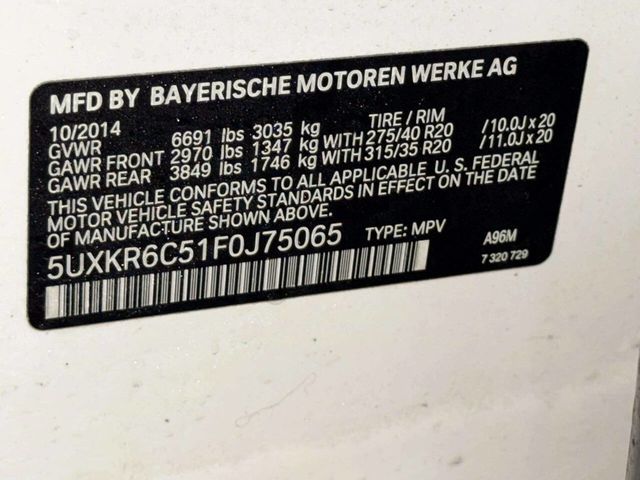 MFD BY BAYERISCHE MOTOREN WERKE AG
10/2014 TIRE / RIM
GVWR 6691 lbs 3035 kg
GAWR FRONT 2970 lbs 1347 kg WITH 275/40 R20 /10.0J x 20
GAWR REAR 3849 lbs 1746 kg WITH 315/35 R20 /11.0J x 20
THIS VEHICLE CONFORMS TO ALL APPLICABLE U. S. FEDERAL
MOTOR VEHICLE SAFETY STANDARDS IN EFFECT ON THE DATE
OF MANUFACTURE SHOWN ABOVE.
5UXKR6C51F0J75065 TYPE: MPV A96M
7 320 729